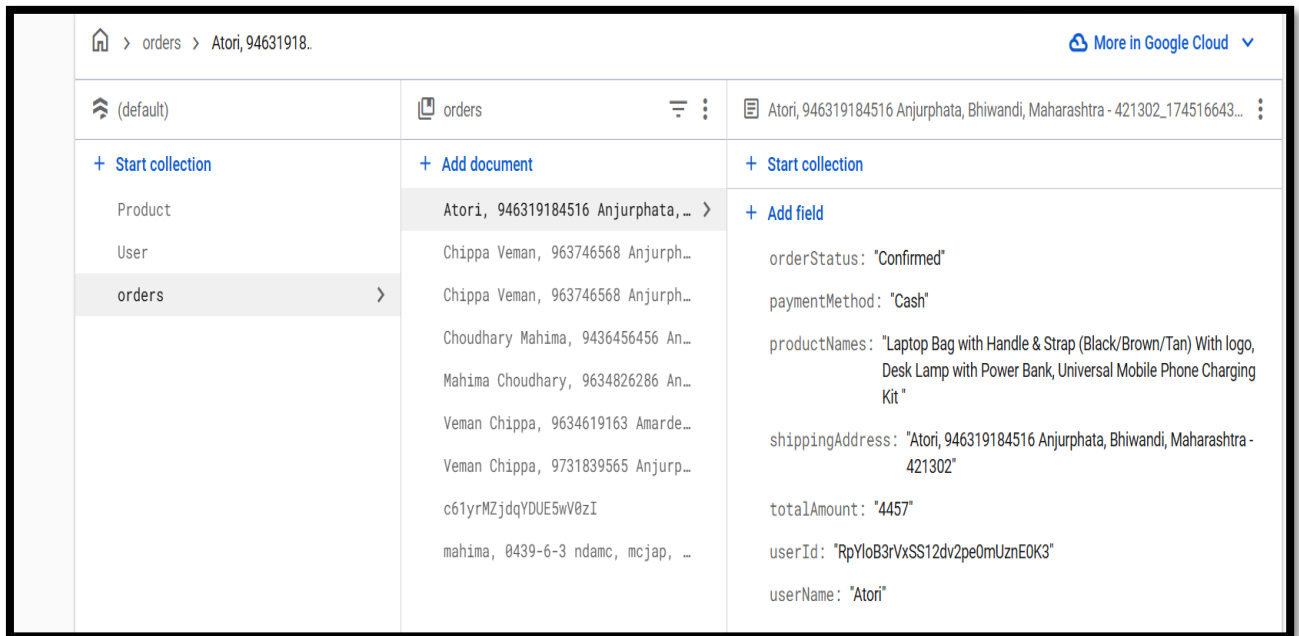 orders > Atori, 94631918..
More in Google Cloud
(default)
orders
Atori, 946319184516 Anjurphata, Bhiwandi, Maharashtra - 421302_174516643...
+ Start collection
+ Add document
+ Start collection
Product
User
orders
Atori, 946319184516 Anjurphata,…
Chippa Veman, 963746568 Anjurph…
Chippa Veman, 963746568 Anjurph…
Choudhary Mahima, 9436456456 An…
Mahima Choudhary, 9634826286 An…
Veman Chippa, 9634619163 Amarde…
Veman Chippa, 9731839565 Anjurp…
c61yrMZjdqYDUE5wV0zI
mahima, 0439-6-3 ndamc, mcjap, …
+ Add field
orderStatus: "Confirmed"
paymentMethod: "Cash"
productNames: "Laptop Bag with Handle & Strap (Black/Brown/Tan) With logo,
Desk Lamp with Power Bank, Universal Mobile Phone Charging
Kit "
shippingAddress: "Atori, 946319184516 Anjurphata, Bhiwandi, Maharashtra -
421302"
totalAmount: "4457"
userId: "RpYloB3rVxSS12dv2pe0mUznE0K3"
userName: "Atori"